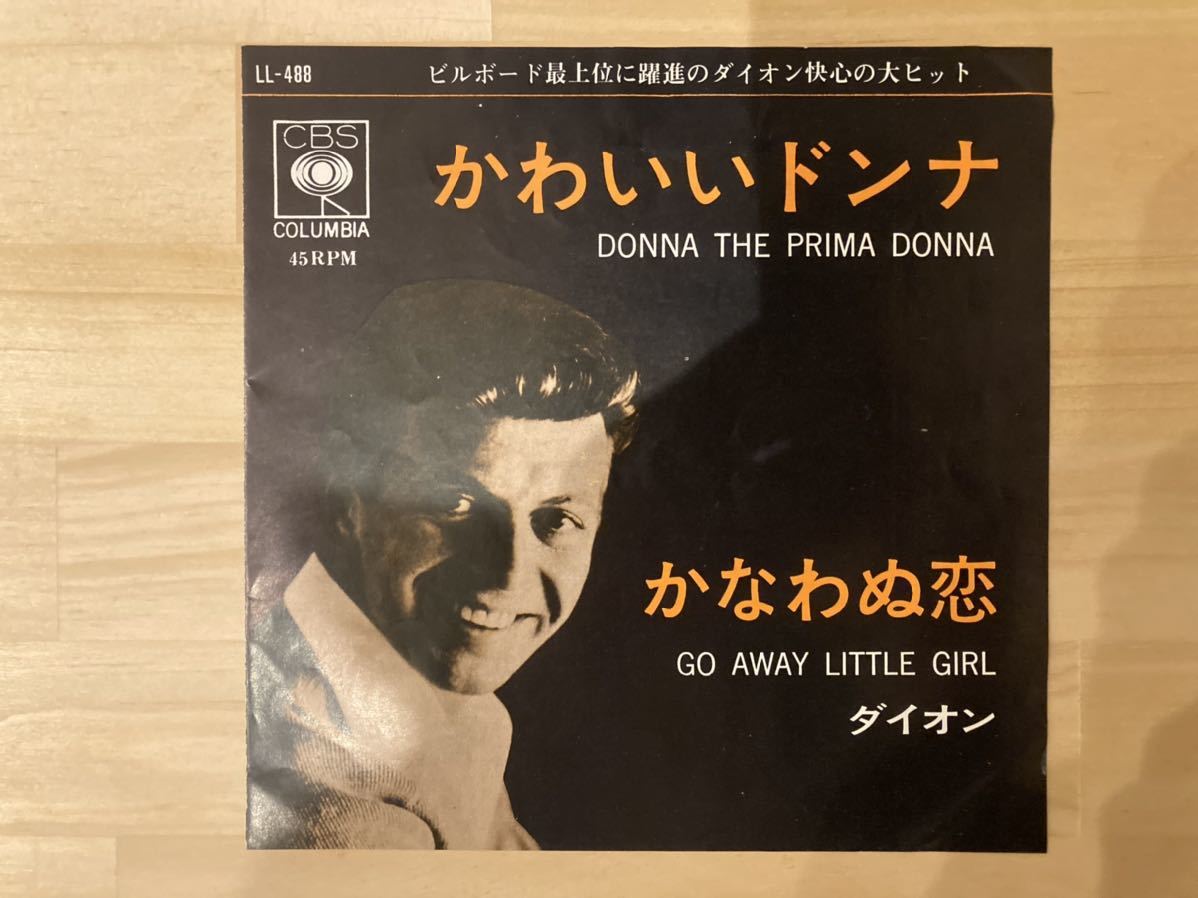 LL-488
ビルボード最上位に躍進のダイオン快心の大ヒット
CBS
COLUMBIA
45RPM
かわいいドンナ
DONNA THE PRIMA DONNA
かなわぬ恋
GO AWAY LITTLE GIRL
ダイオン